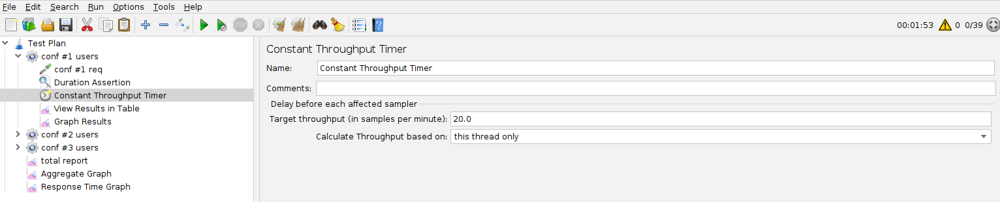 File Edit Search Run Options Tools Help
STOP 00:01:53 0 0/39
Test Plan
conf #1 users
conf #1 req
Duration Assertion
Constant Throughput Timer
View Results in Table
Graph Results
conf #2 users
conf #3 users
total report
Aggregate Graph
Response Time Graph
Constant Throughput Timer
Name: Constant Throughput Timer
Comments:
Delay before each affected sampler
Target throughput (in samples per minute): 20.0
Calculate Throughput based on: this thread only